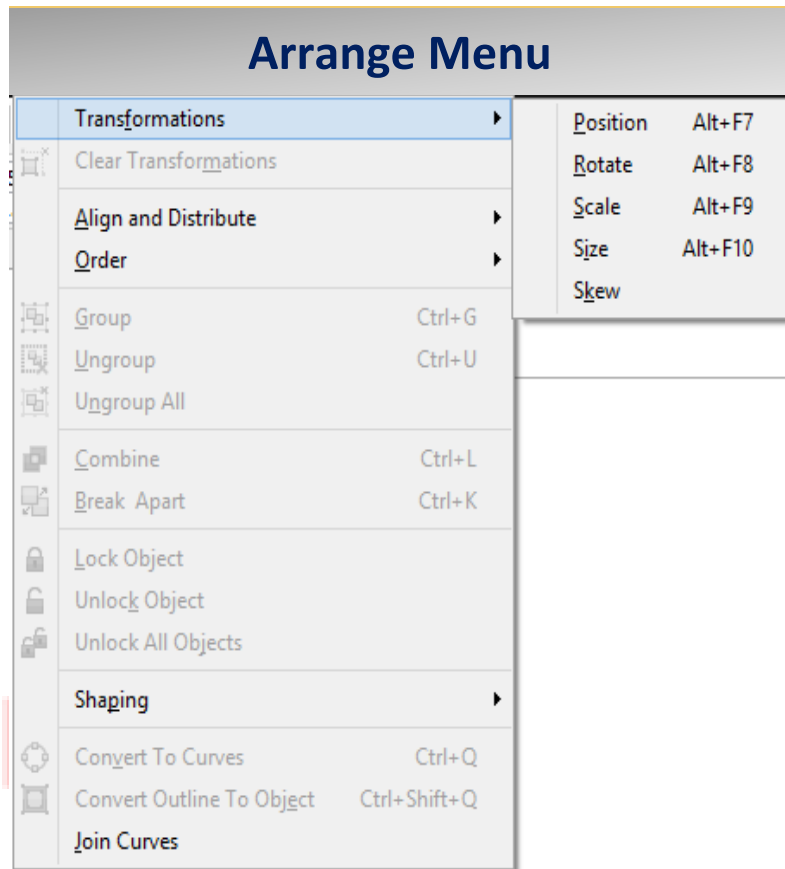 Arrange Menu
Transformations
Clear Transformations
Align and Distribute
Order
Group Ctrl+G
Ungroup Ctrl+U
Ungroup All
Combine Ctrl+L
Break Apart Ctrl+K
Lock Object
Unlock Object
Unlock All Objects
Shaping
Convert To Curves Ctrl+Q
Convert Outline To Object Ctrl+Shift+Q
Join Curves
Position Alt+F7
Rotate Alt+F8
Scale Alt+F9
Size Alt+F10
Skew